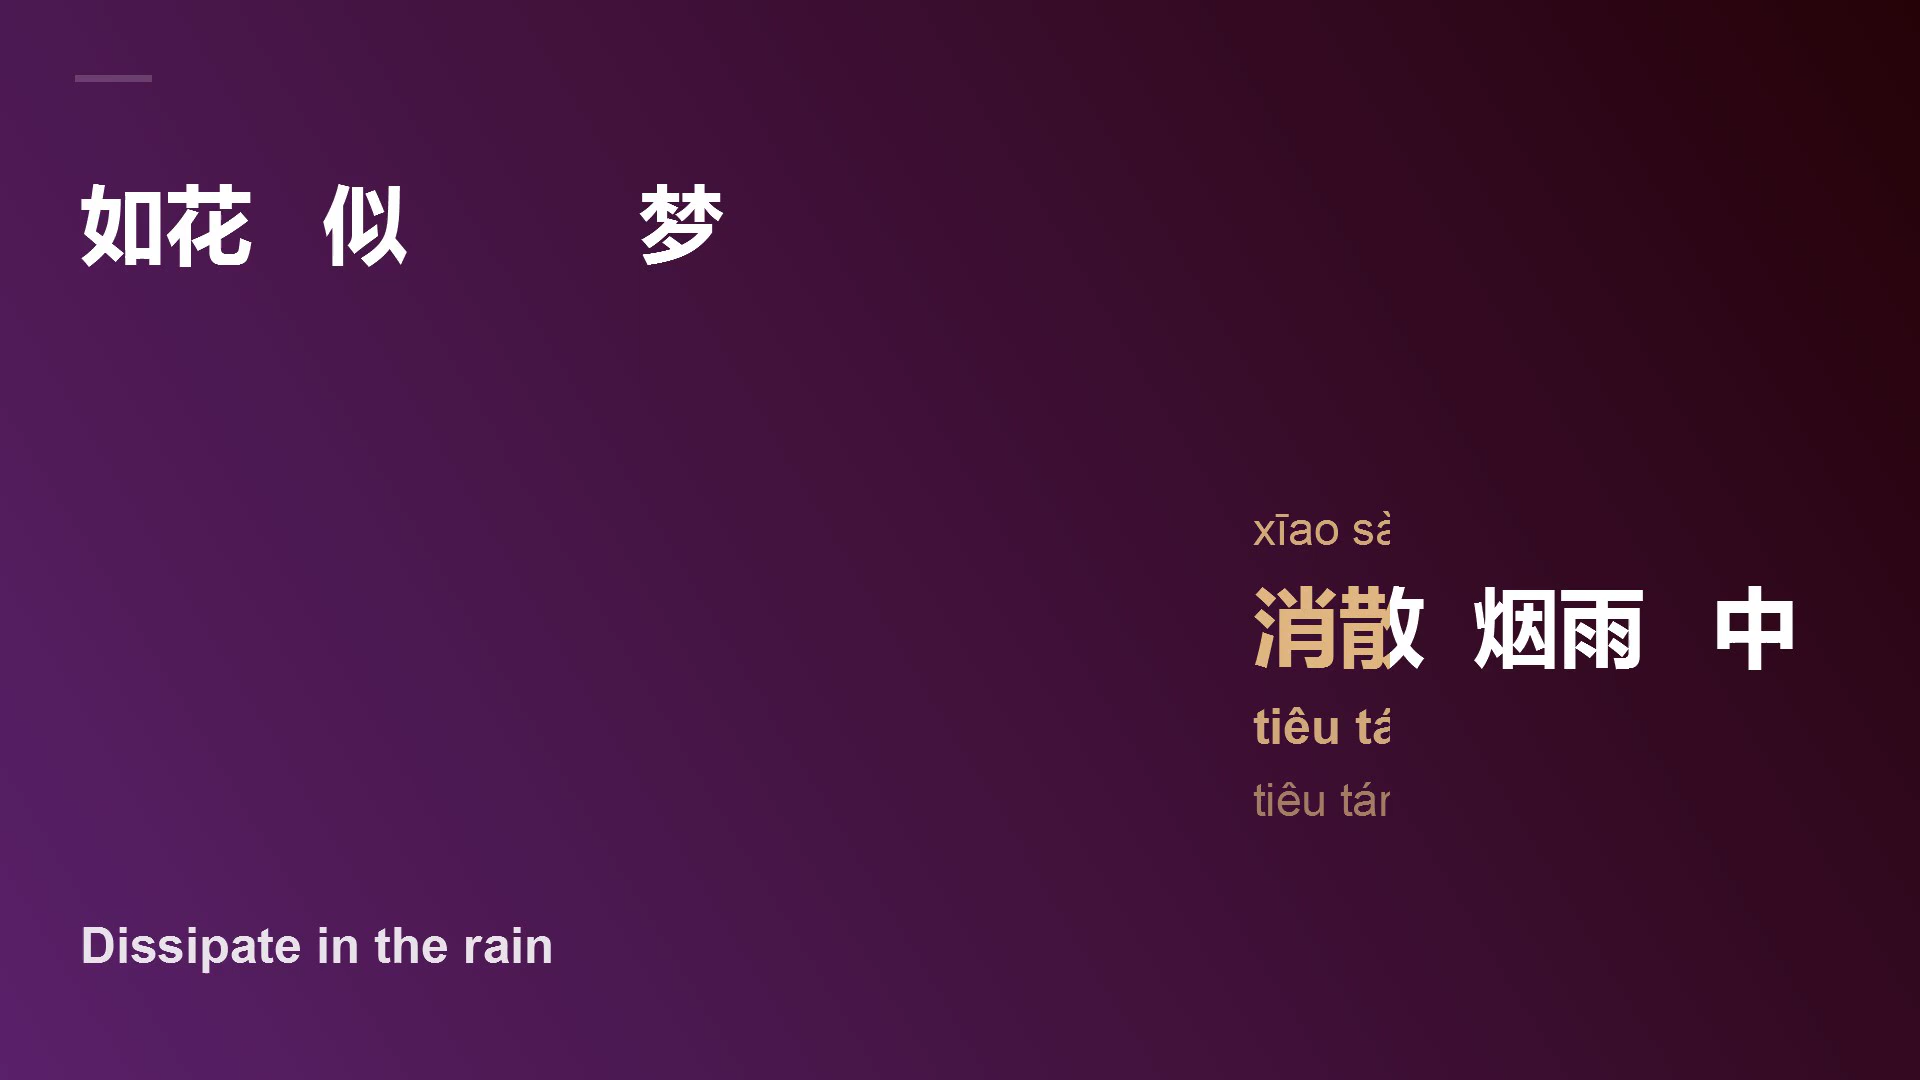 如花 似 梦
xīao sà
消散 烟雨 中
tiêu tá
tiêu tán
Dissipate in the rain